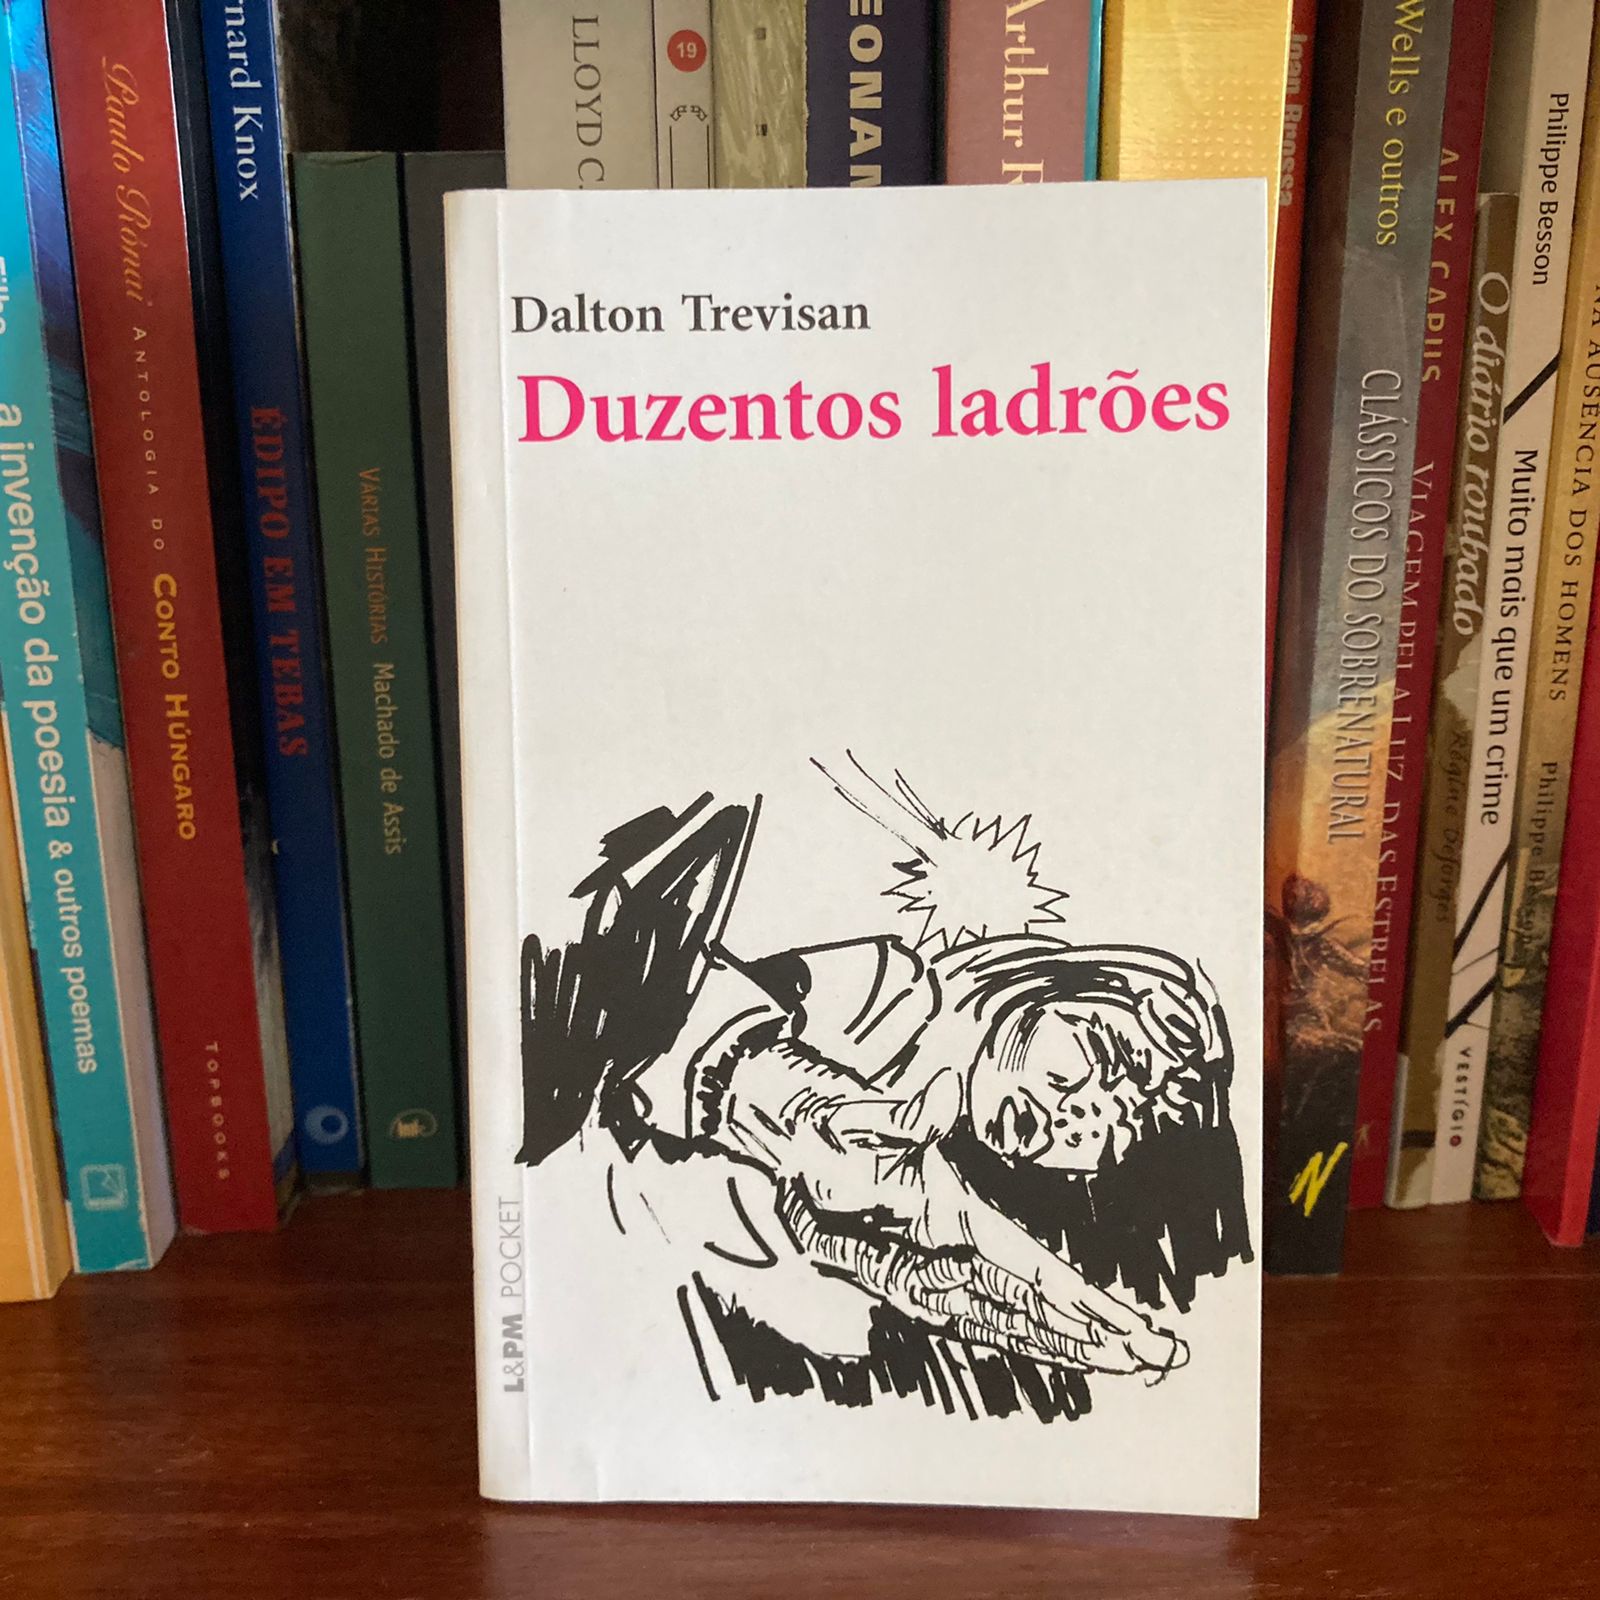 Dalton Trevisan
Duzentos ladrões
L&PM POCKET
a invenção da poesia & outros poemas
Paulo Rónai ANTOLOGIA DO CONTO HÚNGARO TOPBOOKS
Knox
ÉDIPO EM TEBAS
VÁRIAS HISTÓRIAS Machado de Assis
LLOYD C.
19
Arthur
Wells e outros CLÁSSICOS DO SOBRENATURAL
ALEX CAPUS VIAGEM PELA LUZ DAS ESTRELAS
O diário roubado Régine Deforges
Philippe Besson Muito mais que um crime VESTÍGIO
NA AUSÊNCIA DOS HOMENS Philippe Besson